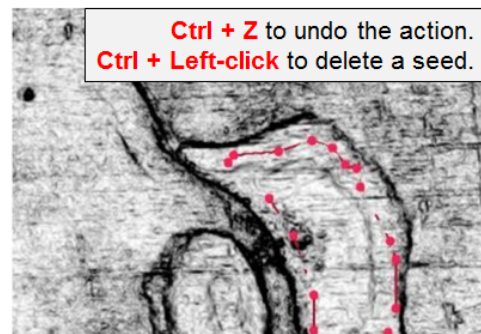 Ctrl + Z to undo the action.
Ctrl + Left-click to delete a seed.